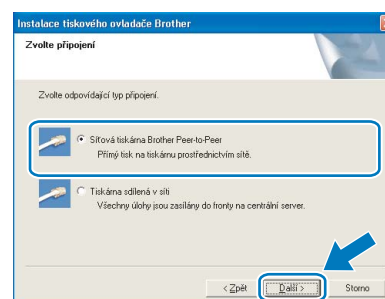 Instalace tiskového ovladače Brother
Zvolte připojení
Zvolte odpovídající typ připojení.
Síťová tiskárna Brother Peer-to-Peer
Přímý tisk na tiskárnu prostřednictvím sítě.
Tiskárna sdílená v síti
Všechny úlohy jsou zasílány do fronty na centrální server.
< Zpět Další > Storno